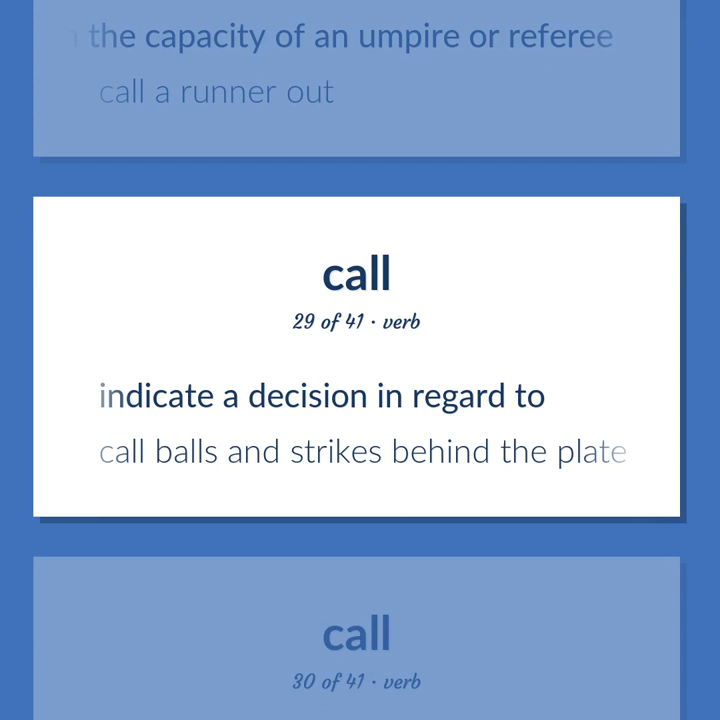 the capacity of an umpire or referee
call a runner out
call
29 of 41 · verb
indicate a decision in regard to
call balls and strikes behind the plate
call
30 of 41 · verb